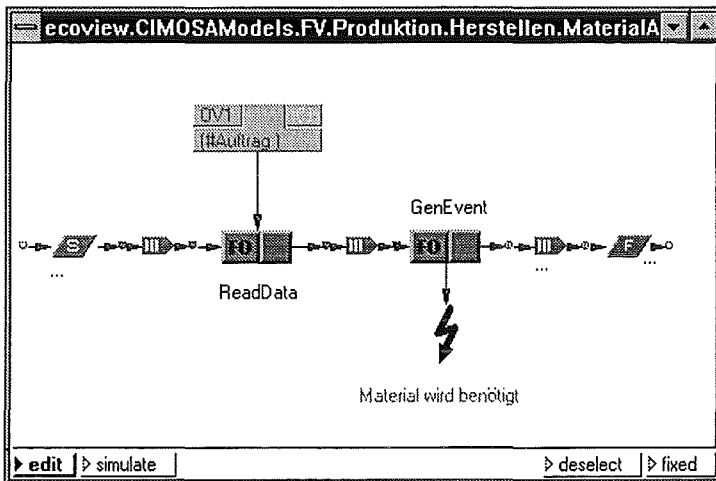 ecoview.CIMOSAModels.FV.Produktion.Herstellen.MaterialA
OV1
(#Auftrag )
GenEvent
S
FO
FO
F
...
ReadData
...
...
Material wird benötigt
edit
simulate
deselect
fixed